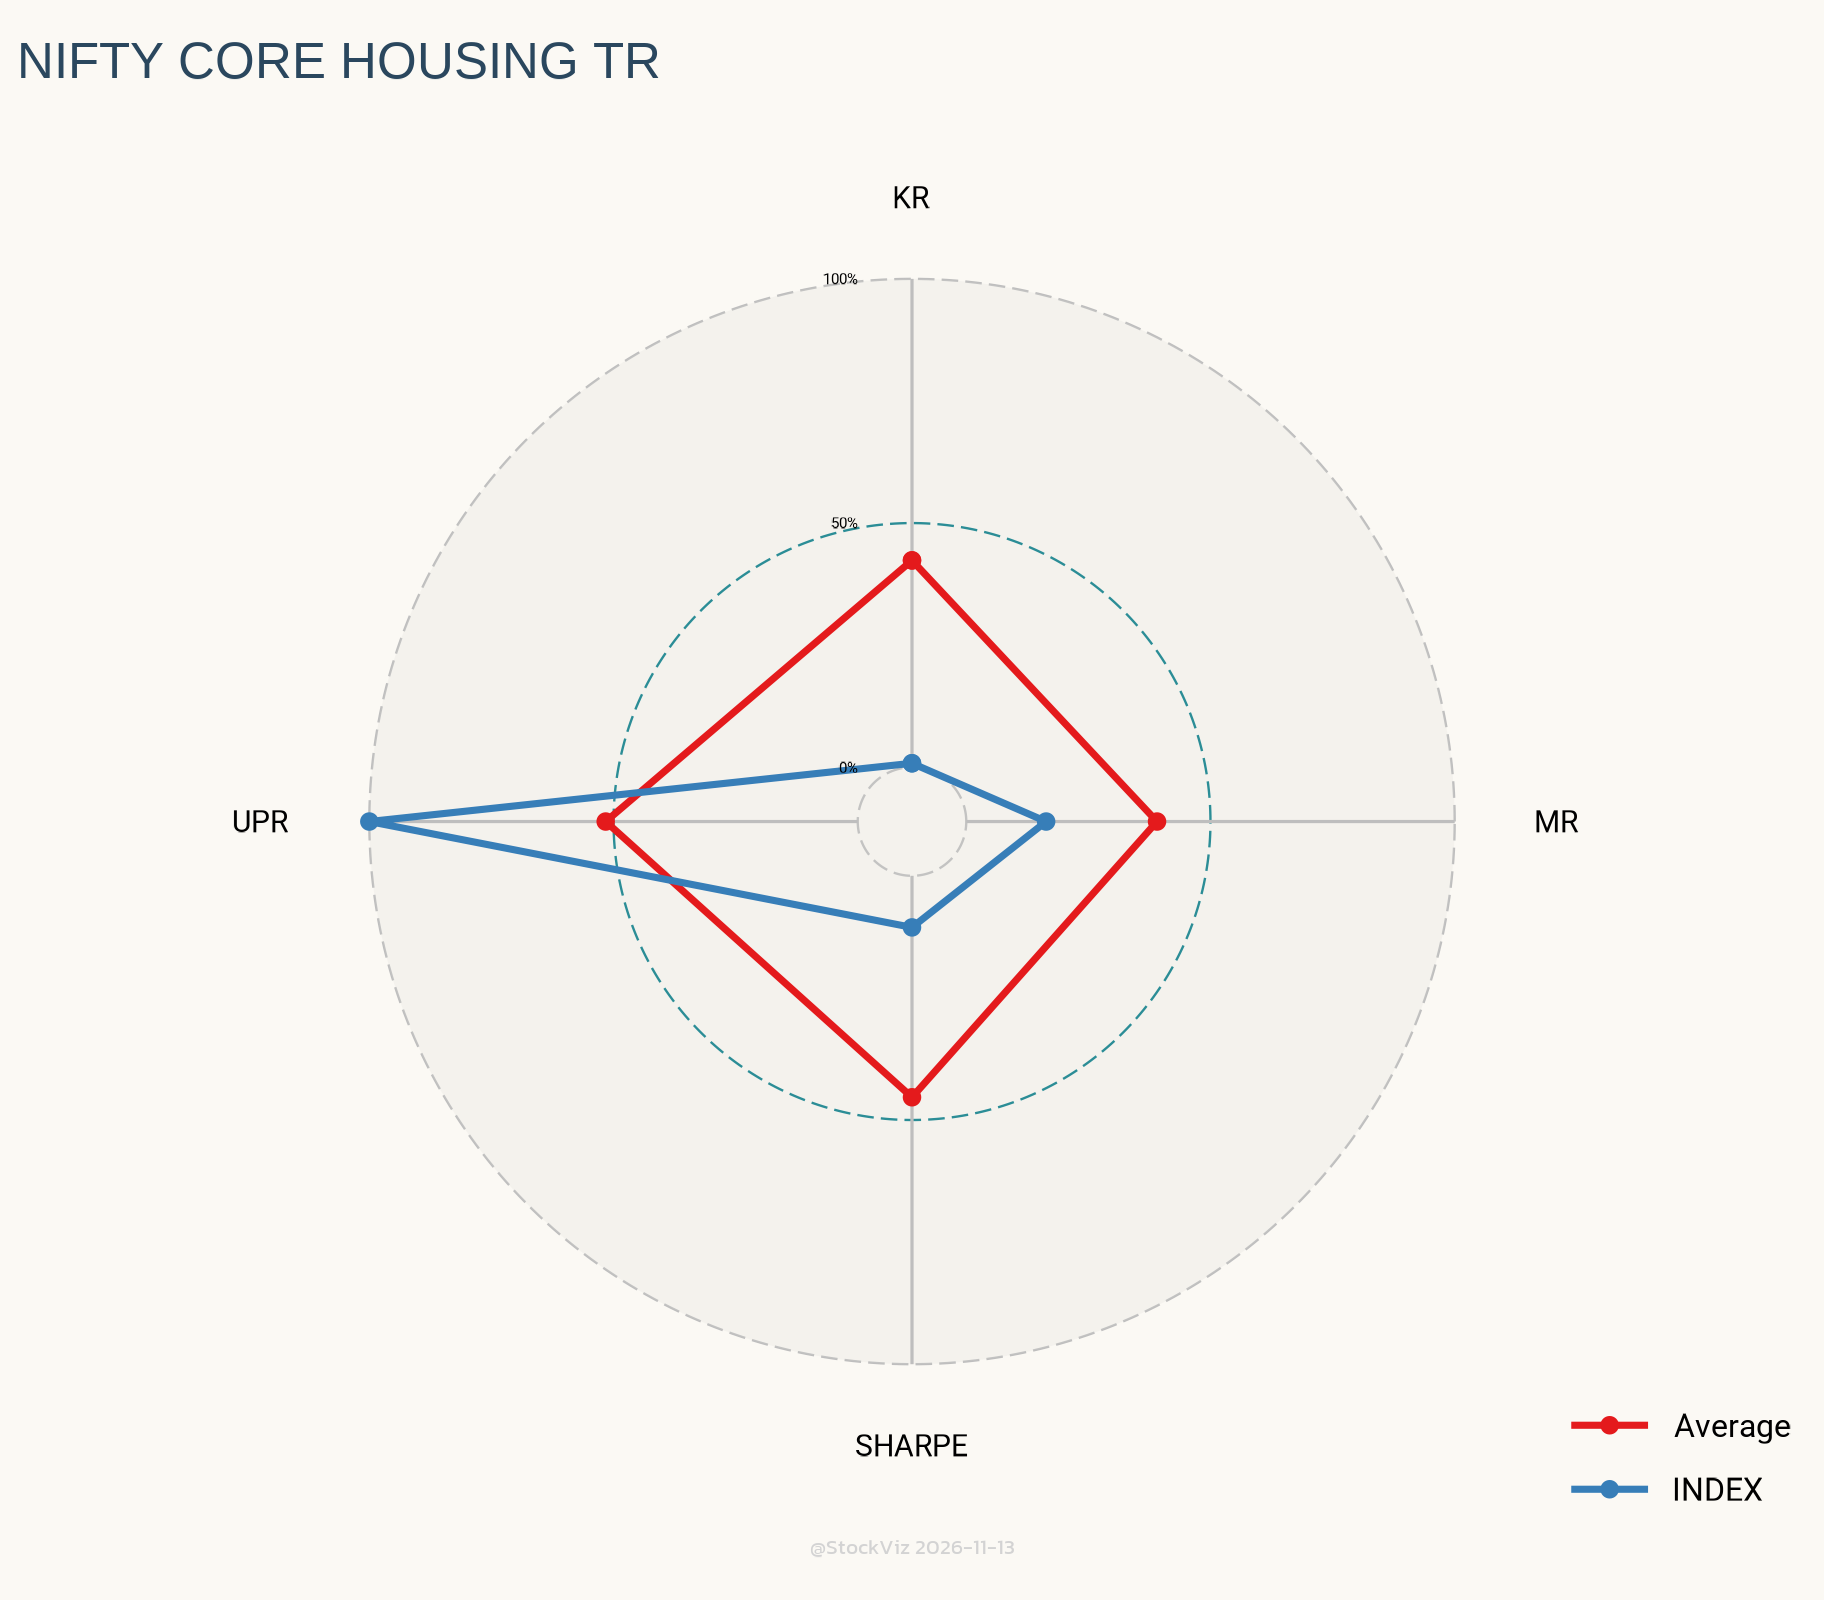 NIFTY CORE HOUSING TR
KR
100%
50%
0%
UPR
MR
SHARPE
Average
INDEX
@StockViz 2026-11-13